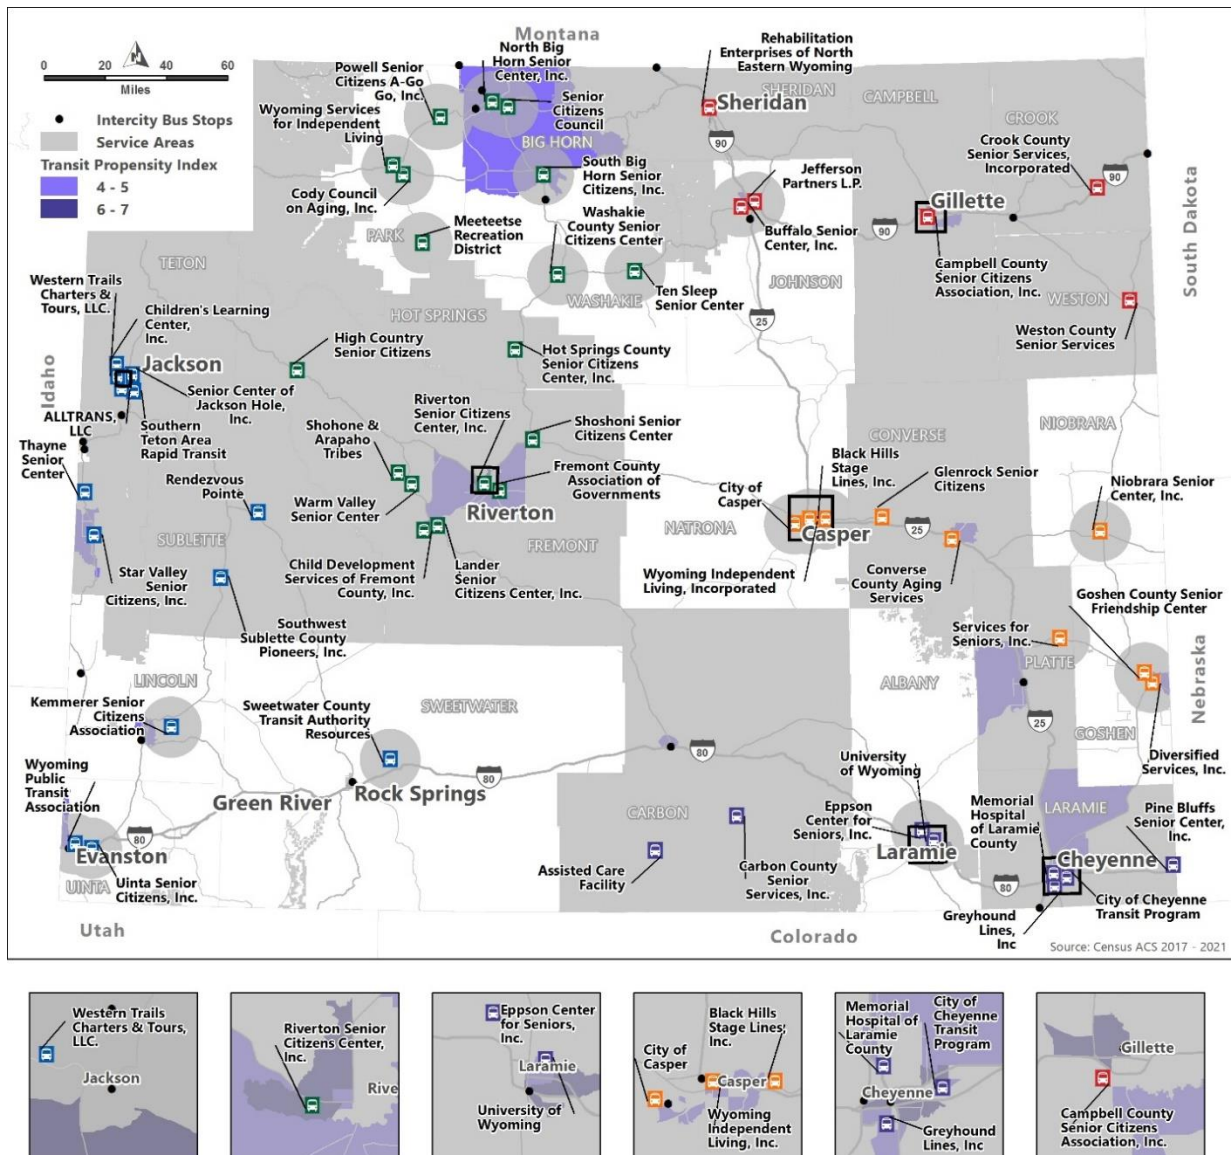 Montana
0 20 40 60
Miles
Intercity Bus Stops
Service Areas
Transit Propensity Index
4 - 5
6 - 7
Powell Senior
Citizens A-Go
Go, Inc.
North Big
Horn Senior
Center, Inc.
Wyoming Services
for Independent
Living
Senior
Citizens
Council
BIG HORN
Cody Council
on Aging, Inc.
South Big
Horn Senior
Citizens, Inc.
Meeteetse
Recreation
District
PARK
Washakie
County Senior
Citizens Center
WASHAKIE
Ten Sleep
Senior Center
Rehabilitation
Enterprises of North
Eastern Wyoming
SHERIDAN
Sheridan
CAMPBELL
CROOK
90
Crook County
Senior Services,
Incorporated
90
Jefferson
Partners L.P.
Buffalo Senior
Center, Inc.
Gillette
90
Campbell County
Senior Citizens
Association, Inc.
JOHNSON
25
WESTON
Weston County
Senior Services
South Dakota
TETON
Western Trails
Charters &
Tours, LLC.
Children's Learning
Center,
Inc.
Jackson
Idaho
Senior Center of
Jackson Hole,
Inc.
ALLTRANS,
LLC
Southern
Teton Area
Rapid Transit
Thayne
Senior
Center
HOT SPRINGS
High Country
Senior Citizens
Hot Springs County
Senior Citizens
Center, Inc.
Riverton
Senior Citizens
Center, Inc.
Shohone &
Arapaho
Tribes
Shoshoni Senior
Citizens Center
Fremont County
Association of
Governments
Warm Valley
Senior Center
Riverton
Rendezvous
Pointe
SUBLETTE
FREMONT
Child Development
Services of Fremont
County, Inc.
Lander
Senior
Citizens Center, Inc.
Star Valley
Senior
Citizens, Inc.
Southwest
Sublette County
Pioneers, Inc.
CONVERSE
NIOBRARA
Black Hills
Stage
Lines, Inc.
Glenrock Senior
Citizens
Niobrara Senior
Center, Inc.
City of
Casper
NATRONA
Casper
25
Wyoming Independent
Living, Incorporated
Converse
County Aging
Services
Goshen County Senior
Friendship Center
Services for
Seniors, Inc.
PLATTE
ALBANY
25
GOSHEN
Nebraska
Diversified
Services, Inc.
LINCOLN
Kemmerer Senior
Citizens
Association
Sweetwater County
Transit Authority
Resources
SWEETWATER
Wyoming
Public
Transit
Association
80
Green River
Rock Springs
80
80
Evanston
UINTA
Uinta Senior
Citizens, Inc.
CARBON
Assisted Care
Facility
Carbon County
Senior
Services, Inc.
University
of Wyoming
Eppson
Center for
Seniors, Inc.
Laramie
Memorial
Hospital
of Laramie
County
LARAMIE
Pine Bluffs
Senior Center,
Inc.
Cheyenne
80
City of Cheyenne
Transit Program
Greyhound
Lines,
Inc
Utah
Colorado
Source: Census ACS 2017 - 2021
Western Trails
Charters & Tours,
LLC.
Jackson
Riverton Senior
Citizens Center,
Inc.
Rive
Eppson Center
for Seniors,
Inc.
Laramie
University of
Wyoming
Black Hills
Stage Lines,
Inc.
City of
Casper
Casper
Wyoming
Independent
Living, Inc.
Memorial
Hospital of
Laramie
County
City of
Cheyenne
Transit
Program
Cheyenne
Greyhound
Lines, Inc
Gillette
Campbell County
Senior Citizens
Association, Inc.